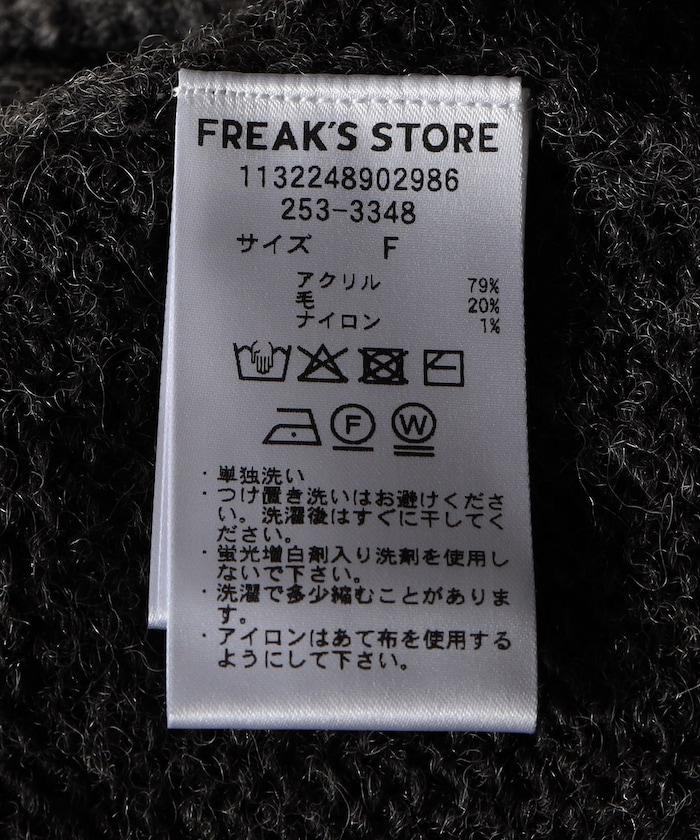 FREAK'S STORE
1132248902986
253-3348
サイズ F
アクリル 79%
毛 20%
ナイロン 1%
F W
・単独洗い
・つけ置き洗いはお避けくださ
い。洗濯後はすぐに干してく
ださい。
・蛍光増白剤入り洗剤を使用し
ないで下さい。
・洗濯で多少縮むことがありま
す。
・アイロンはあて布を使用する
ようにして下さい。